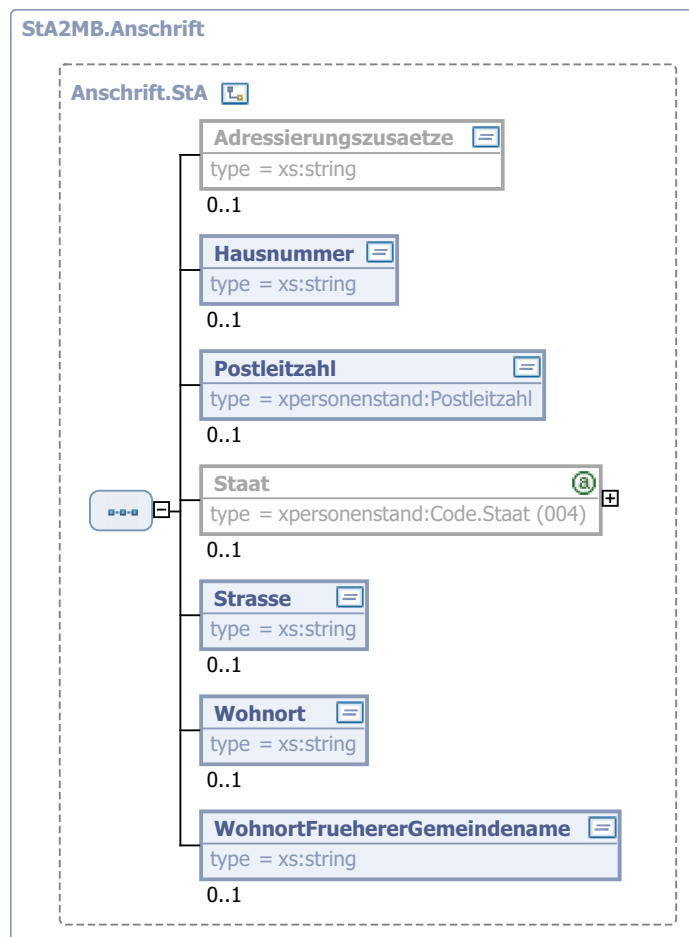 StA2MB.Anschrift
Anschrift.StA
Adressierungszusaetze
type = xs:string
0..1
Hausnummer
type = xs:string
0..1
Postleitzahl
type = xpersonenstand:Postleitzahl
0..1
Staat
type = xpersonenstand:Code.Staat (004)
0..1
Strasse
type = xs:string
0..1
Wohnort
type = xs:string
0..1
WohnortFruehererGemeindename
type = xs:string
0..1